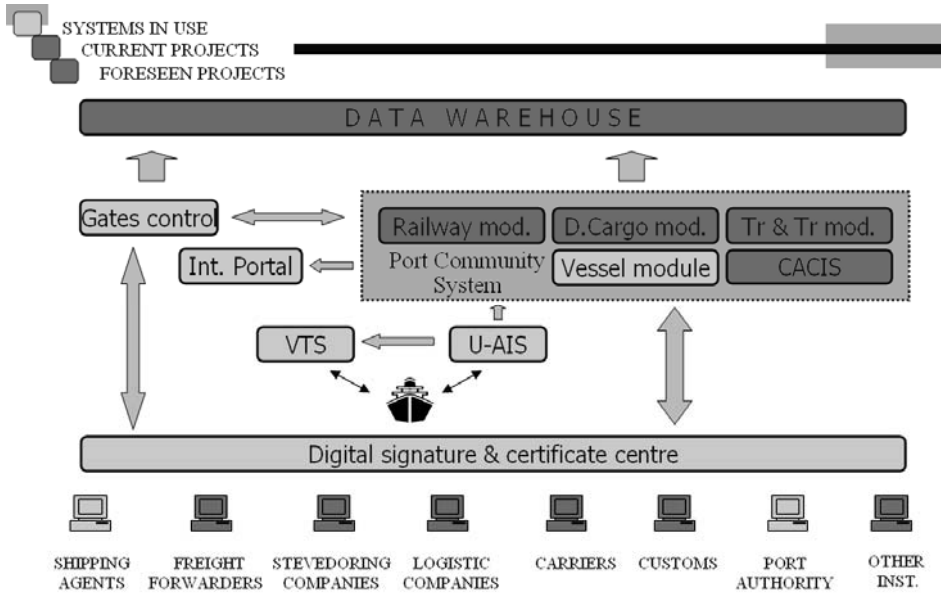 SYSTEMS IN USE
CURRENT PROJECTS
FORESEEN PROJECTS
DATA WAREHOUSE
Gates control
Railway mod.
D.Cargo mod.
Tr & Tr mod.
Int. Portal
Port Community
System
Vessel module
CACIS
VTS
U-AIS
Digital signature & certificate centre
SHIPPING
AGENTS
FREIGHT
FORWARDERS
STEVEDORING
COMPANIES
LOGISTIC
COMPANIES
CARRIERS
CUSTOMS
PORT
AUTHORITY
OTHER
INST.